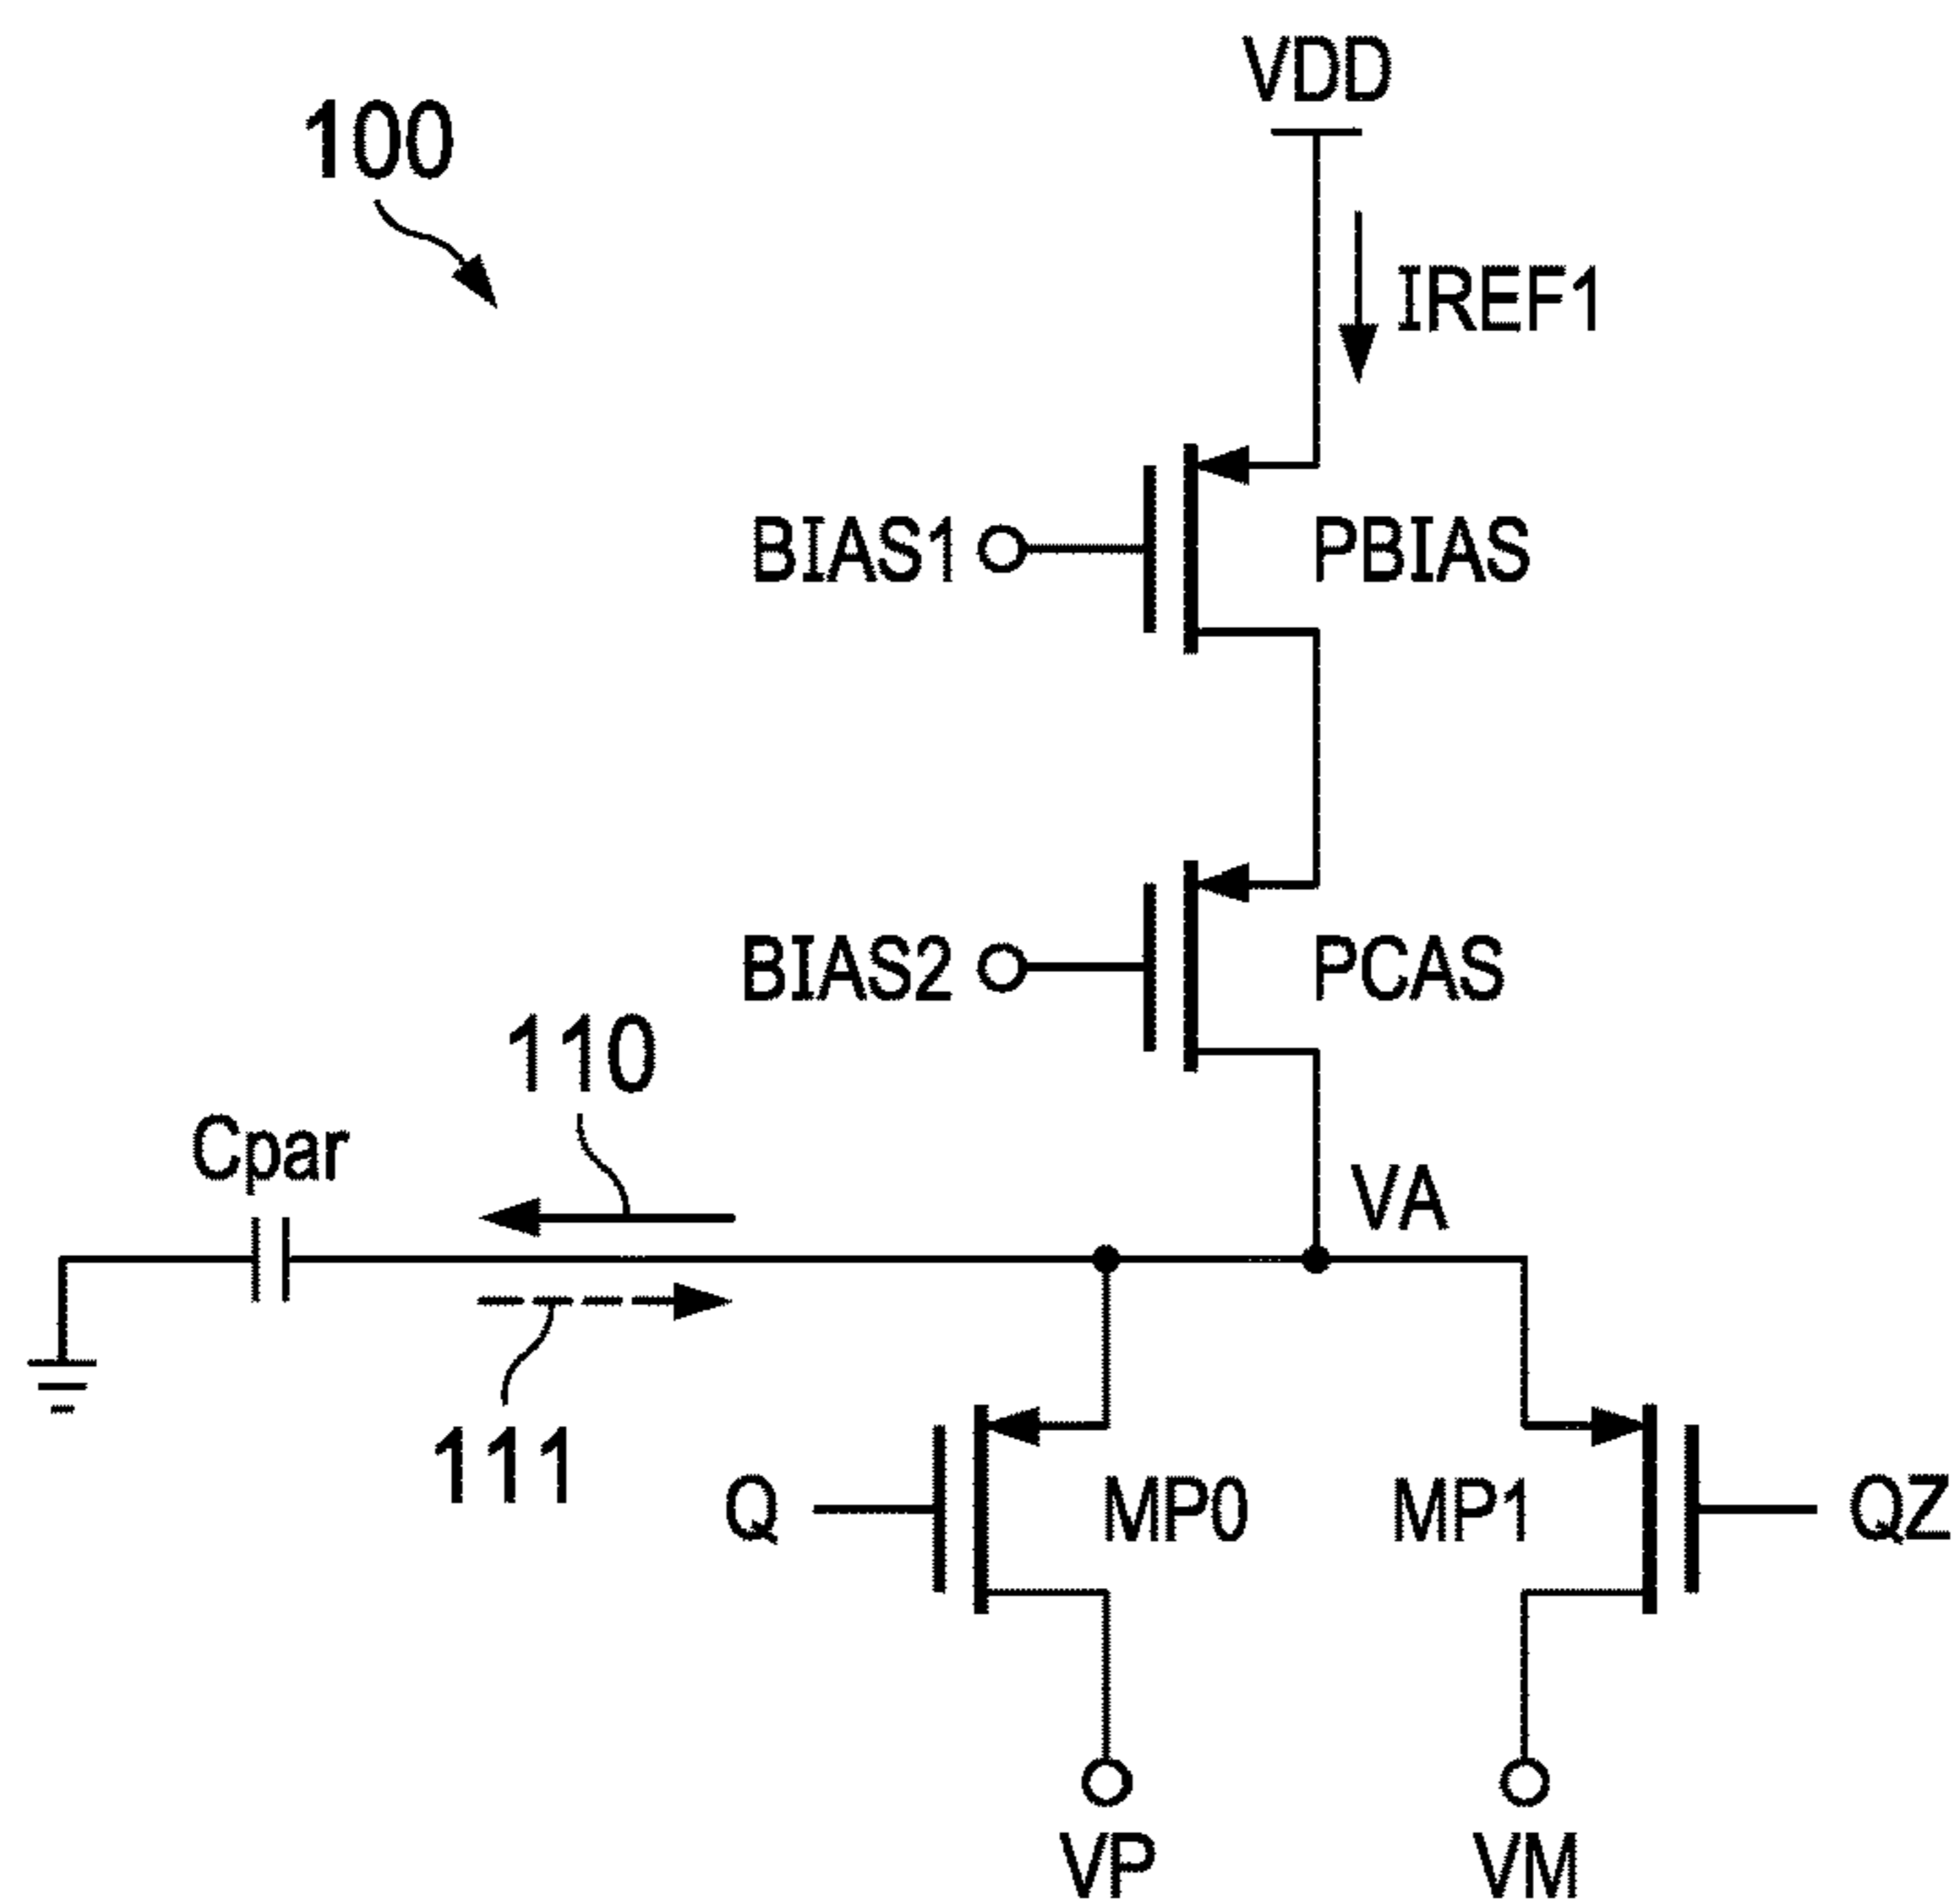 VDD
100
IREF1
BIAS1
PBIAS
BIAS2
PCAS
110
Cpar
VA
111
Q
MP0
MP1
QZ
VP
VM